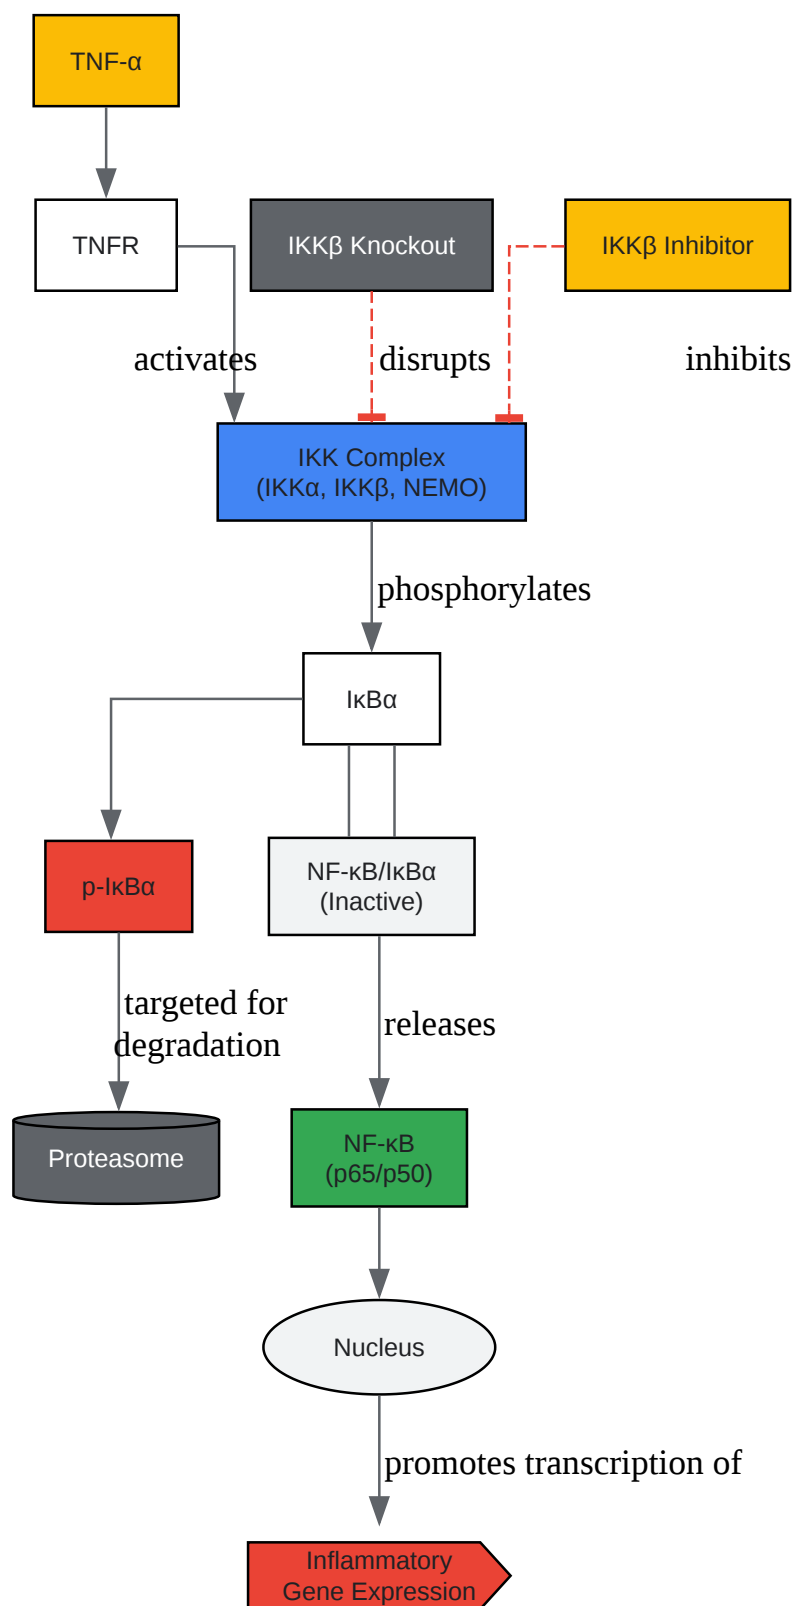 TNF-α
TNFR
IKKβ Knockout
IKKβ Inhibitor
activates
disrupts
inhibits
IKK Complex
(IKKα, IKKβ, NEMO)
phosphorylates
IκBα
p-IκBα
NF-κB/IκBα
(Inactive)
targeted for
degradation
releases
Proteasome
NF-κB
(p65/p50)
Nucleus
promotes transcription of
Inflammatory
Gene Expression